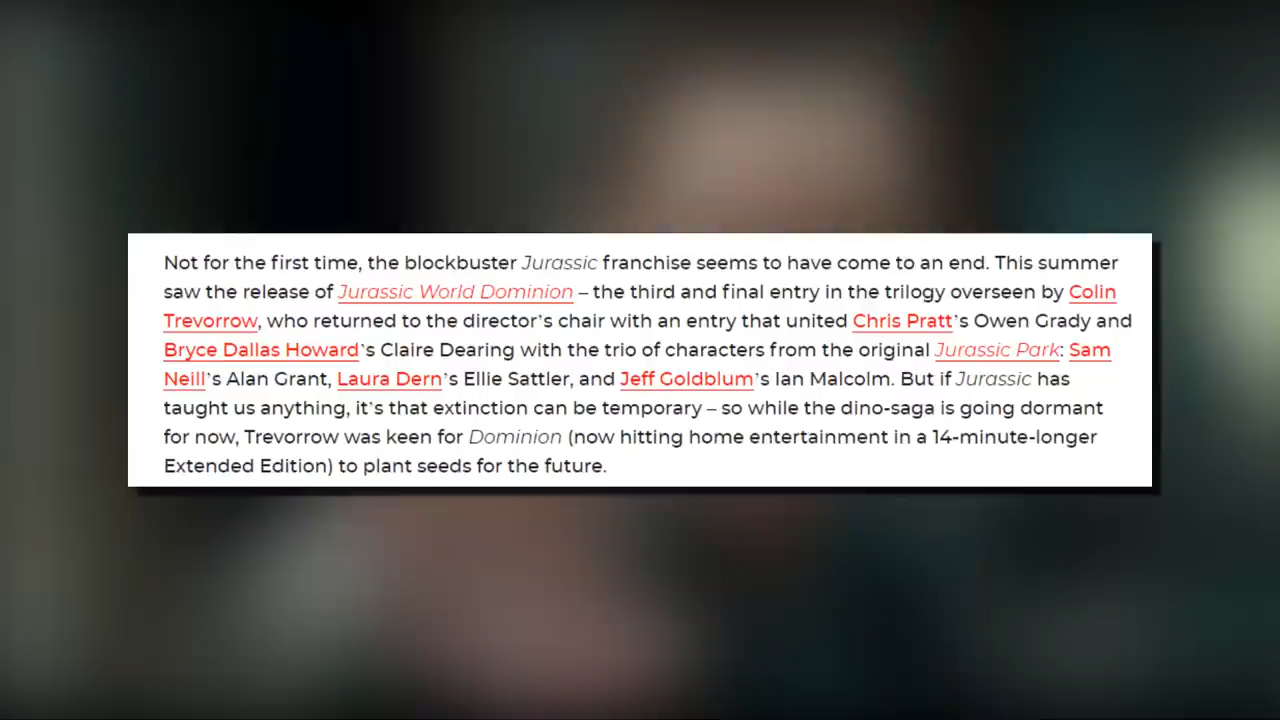 Not for the first time, the blockbuster Jurassic franchise seems to have come to an end. This summer
saw the release of Jurassic World Dominion – the third and final entry in the trilogy overseen by Colin
Trevorrow, who returned to the director's chair with an entry that united Chris Pratt's Owen Grady and
Bryce Dallas Howard's Claire Dearing with the trio of characters from the original Jurassic Park: Sam
Neill's Alan Grant, Laura Dern's Ellie Sattler, and Jeff Goldblum's Ian Malcolm. But if Jurassic has
taught us anything, it's that extinction can be temporary – so while the dino-saga is going dormant
for now, Trevorrow was keen for Dominion (now hitting home entertainment in a 14-minute-longer
Extended Edition) to plant seeds for the future.